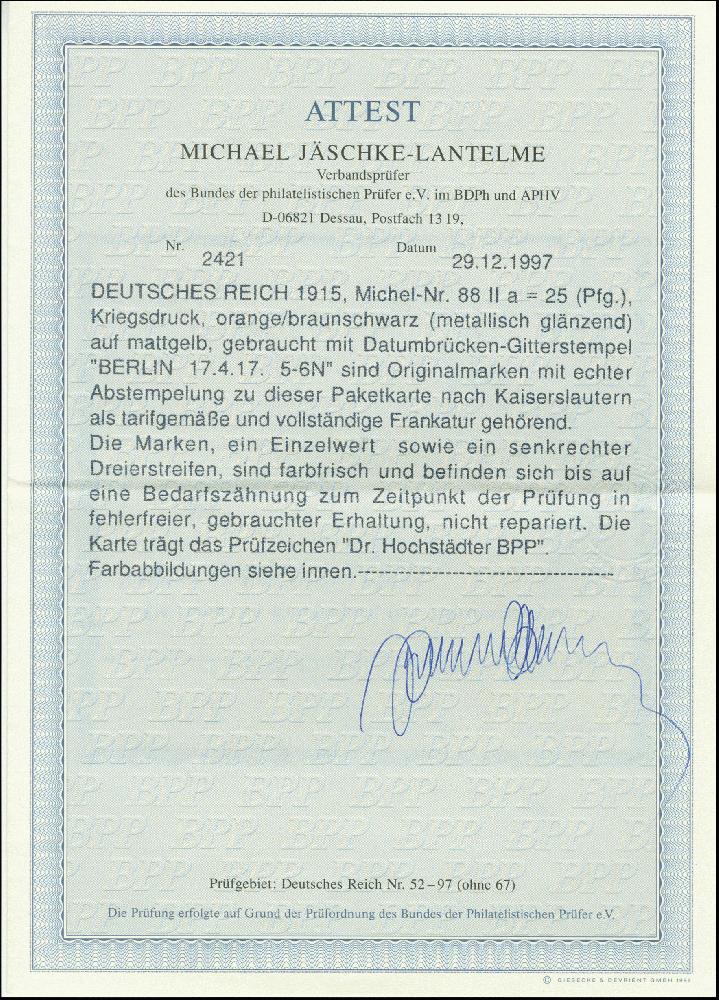 ATTEST
MICHAEL JÄSCHKE-LANTELME
Verbandsprüfer
des Bundes der philatelistischen Prüfer e.V. im BDPh und APHV
D-06821 Dessau, Postfach 13 19,
Nr. 2421 Datum 29.12.1997
DEUTSCHES REICH 1915, Michel-Nr. 88 II a = 25 (Pfg.),
Kriegsdruck, orange/braunschwarz (metallisch glänzend)
auf mattgelb, gebraucht mit Datumbrücken-Gitterstempel
"BERLIN 17.4.17. 5-6N" sind Originalmarken mit echter
Abstempelung zu dieser Paketkarte nach Kaiserslautern
als tarifgemäße und vollständige Frankatur gehörend.
Die Marken, ein Einzelwert sowie ein senkrechter
Dreierstreifen, sind farbfrisch und befinden sich bis auf
eine Bedarfszähnung zum Zeitpunkt der Prüfung in
fehlerfreier, gebrauchter Erhaltung, nicht repariert. Die
Karte trägt das Prüfzeichen "Dr. Hochstädter BPP".
Farbabbildungen siehe innen.------------------------------
Prüfgebiet: Deutsches Reich Nr. 52–97 (ohne 67)
Die Prüfung erfolgte auf Grund der Prüfordnung des Bundes der Philatelistischen Prüfer e.V.
© GIESECKE & DEVRIENT GMBH